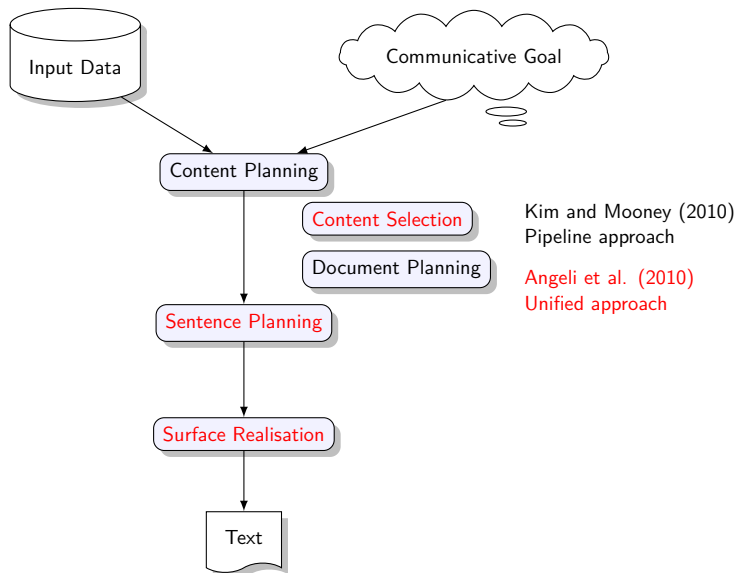 Input Data
Communicative Goal
Content Planning
Content Selection
Document Planning
Kim and Mooney (2010)
Pipeline approach
Angeli et al. (2010)
Unified approach
Sentence Planning
Surface Realisation
Text